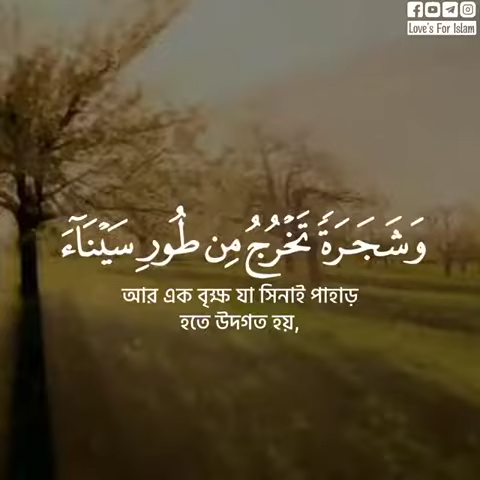 Love's For Islam
وَشَجَرَةً تَخْرُجُ مِن طُورِ سَيْنَآءَ
আর এক বৃক্ষ যা সিনাই পাহাড়
হতে উদগত হয়,